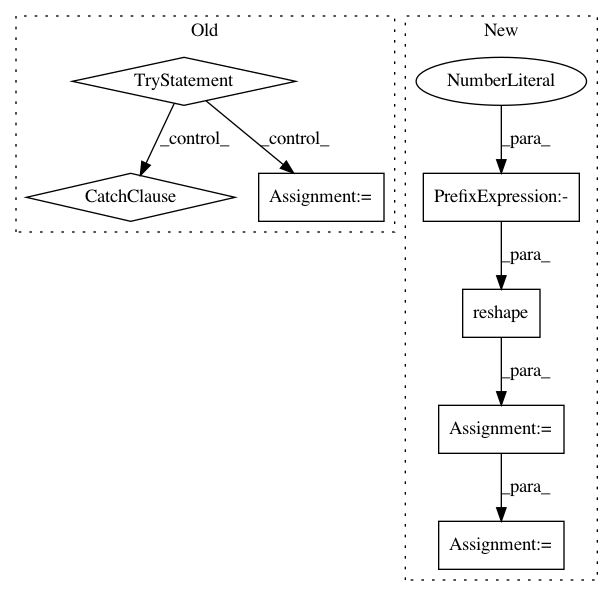 Old
New
TryStatement
NumberLiteral
_control_
_control_
_para_
CatchClause
Assignment:=
PrefixExpression:-
_para_
reshape
_para_
Assignment:=
_para_
Assignment:=